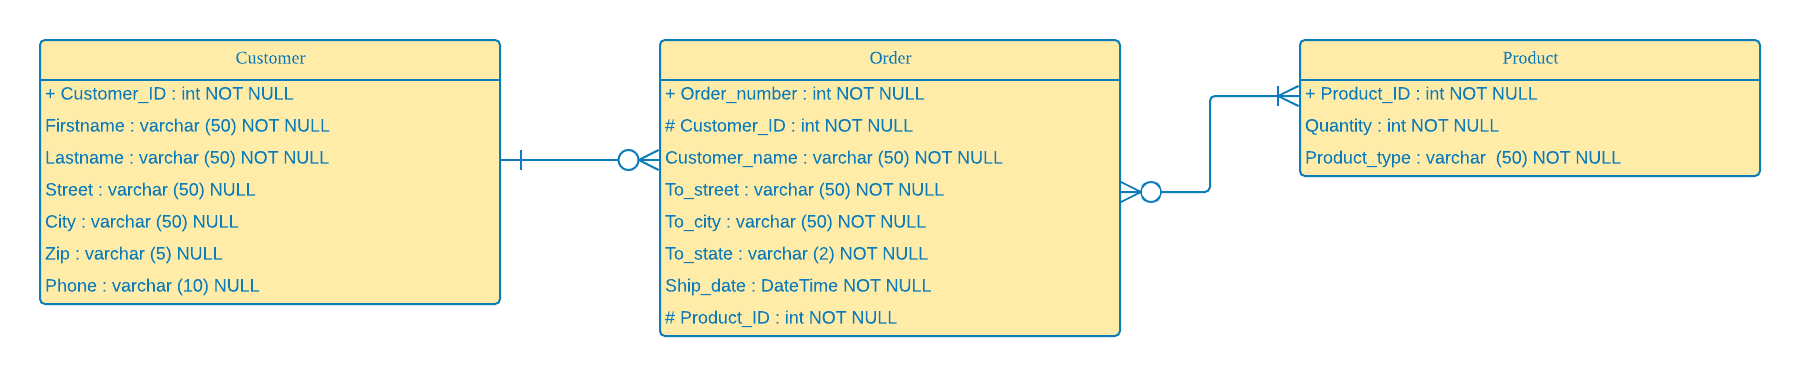 Customer
+ Customer_ID : int NOT NULL
Firstname : varchar (50) NOT NULL
Lastname : varchar (50) NOT NULL
Street : varchar (50) NULL
City : varchar (50) NULL
Zip : varchar (5) NULL
Phone : varchar (10) NULL
Order
+ Order_number : int NOT NULL
# Customer_ID : int NOT NULL
Customer_name : varchar (50) NOT NULL
To_street : varchar (50) NOT NULL
To_city : varchar (50) NOT NULL
To_state : varchar (2) NOT NULL
Ship_date : DateTime NOT NULL
# Product_ID : int NOT NULL
Product
+ Product_ID : int NOT NULL
Quantity : int NOT NULL
Product_type : varchar  (50) NOT NULL